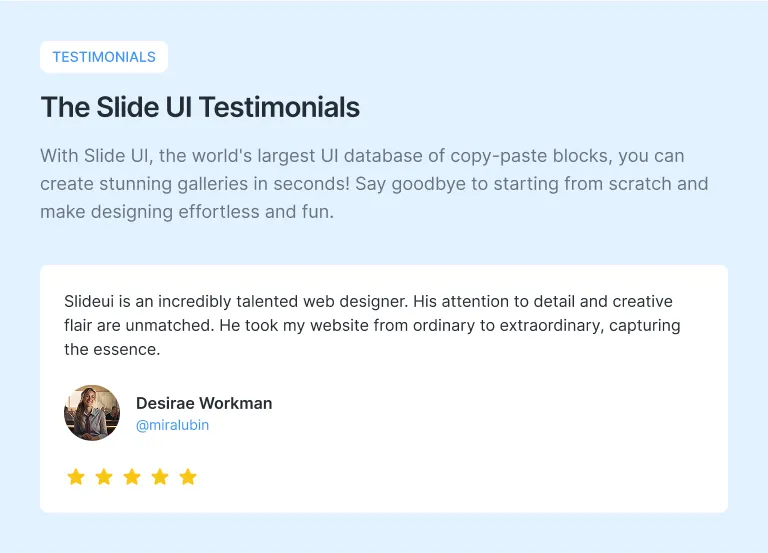 TESTIMONIALS
The Slide UI Testimonials
With Slide UI, the world's largest UI database of copy-paste blocks, you can
create stunning galleries in seconds! Say goodbye to starting from scratch and
make designing effortless and fun.
Slideui is an incredibly talented web designer. His attention to detail and creative
flair are unmatched. He took my website from ordinary to extraordinary, capturing
the essence.
Desirae Workman
@miralubin